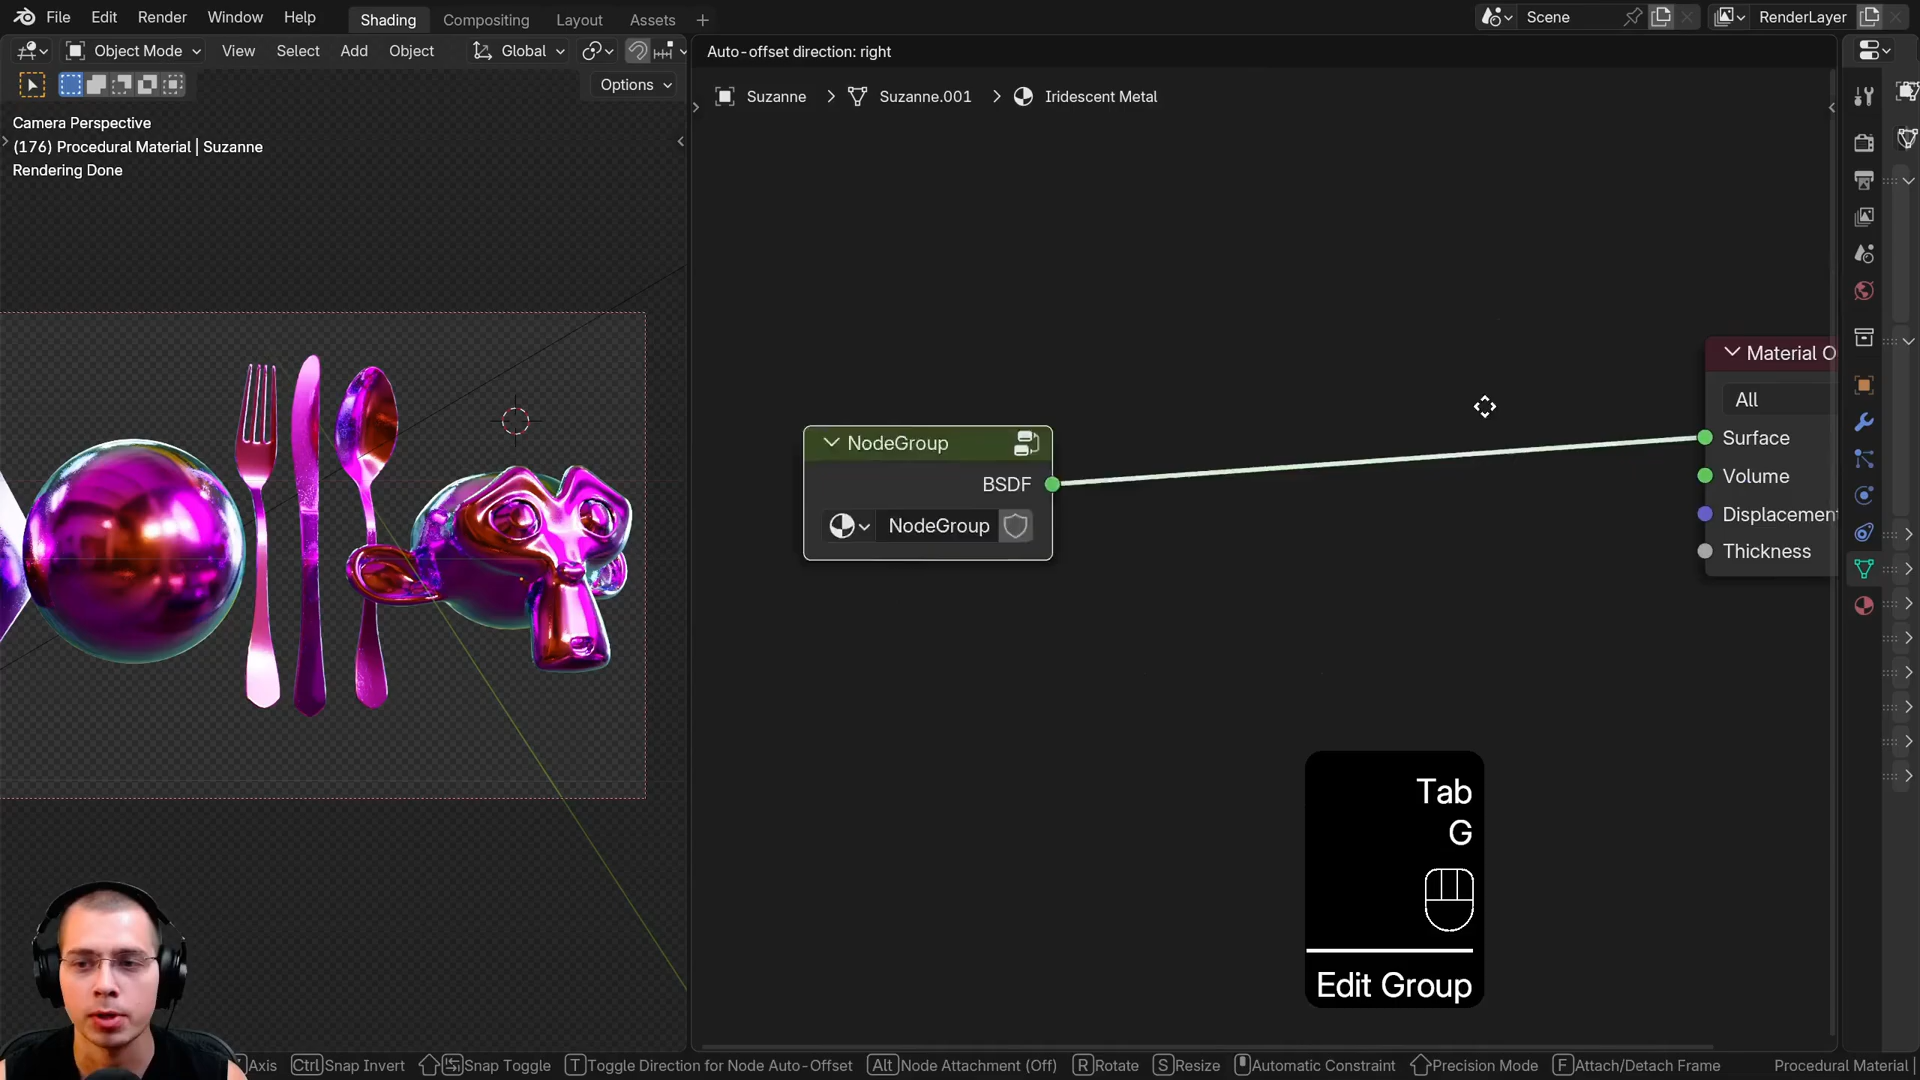 File Edit Render Window Help Shading Compositing Layout Assets + Scene RenderLayer
Object Mode View Select Add Object Global Auto-offset direction: right
Options
Suzanne > Suzanne.001 > Iridescent Metal
Camera Perspective
(176) Procedural Material | Suzanne
Rendering Done
Material O
All
Surface
Volume
Displacement
Thickness
NodeGroup
BSDF
NodeGroup
Tab
G
Edit Group
Axis Ctrl Snap Invert Snap Toggle T Toggle Direction for Node Auto-Offset Alt Node Attachment (Off) R Rotate S Resize Automatic Constraint Precision Mode F Attach/Detach Frame Procedural Material |